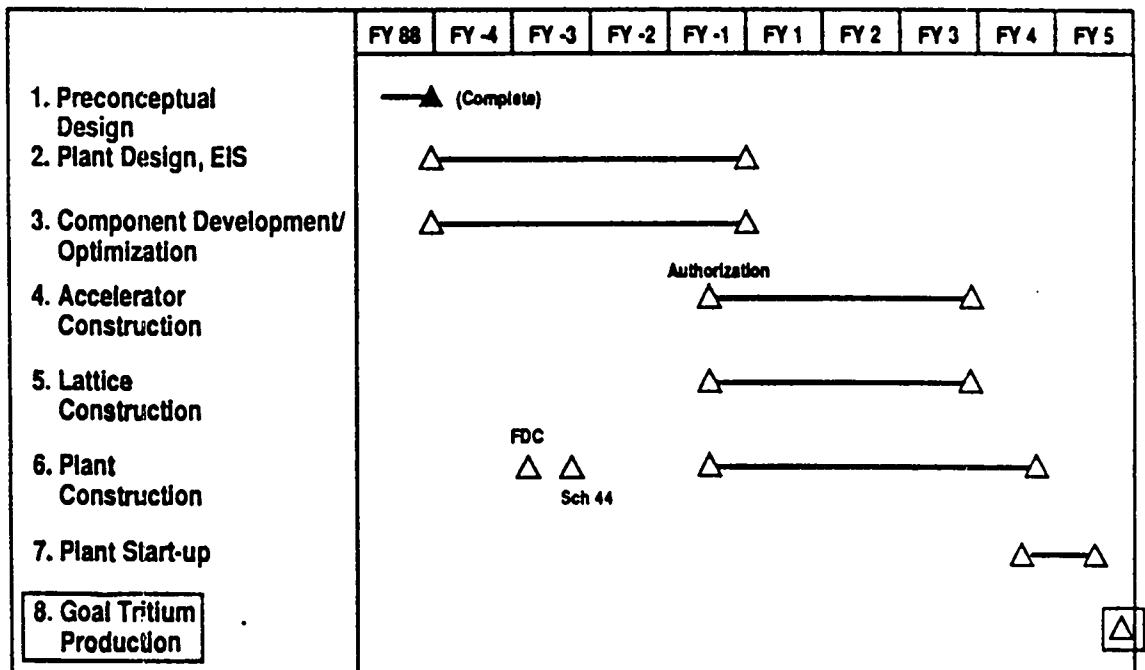 FY 88 FY -4 FY -3 FY -2 FY -1 FY 1 FY 2 FY 3 FY 4 FY 5
1. Preconceptual
Design
(Complete)
2. Plant Design, EIS
3. Component Development/
Optimization
Authorization
4. Accelerator
Construction
5. Lattice
Construction
FDC
6. Plant
Construction
Sch 44
7. Plant Start-up
8. Goal Tritium
Production